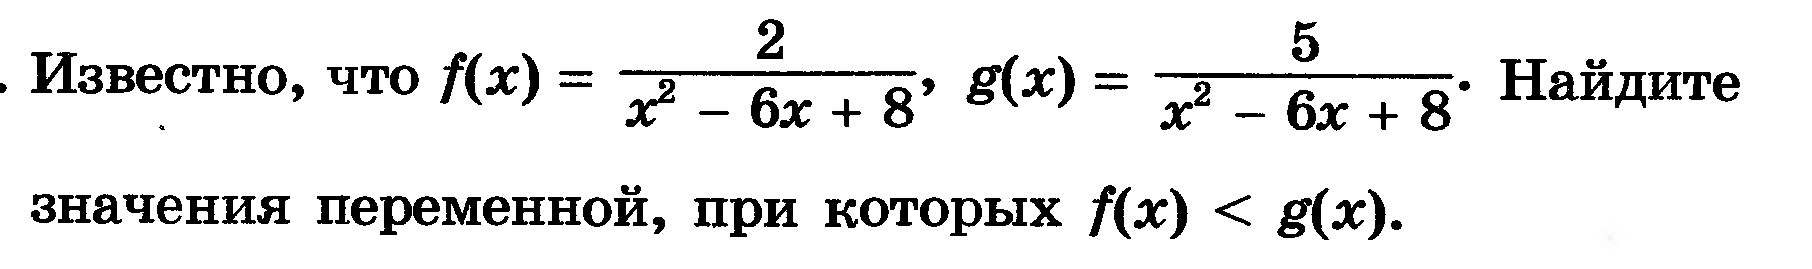 . Известно, что f(x) = 2/(x² − 6x + 8), g(x) = 5/(x² − 6x + 8). Найдите
значения переменной, при которых f(x) < g(x).